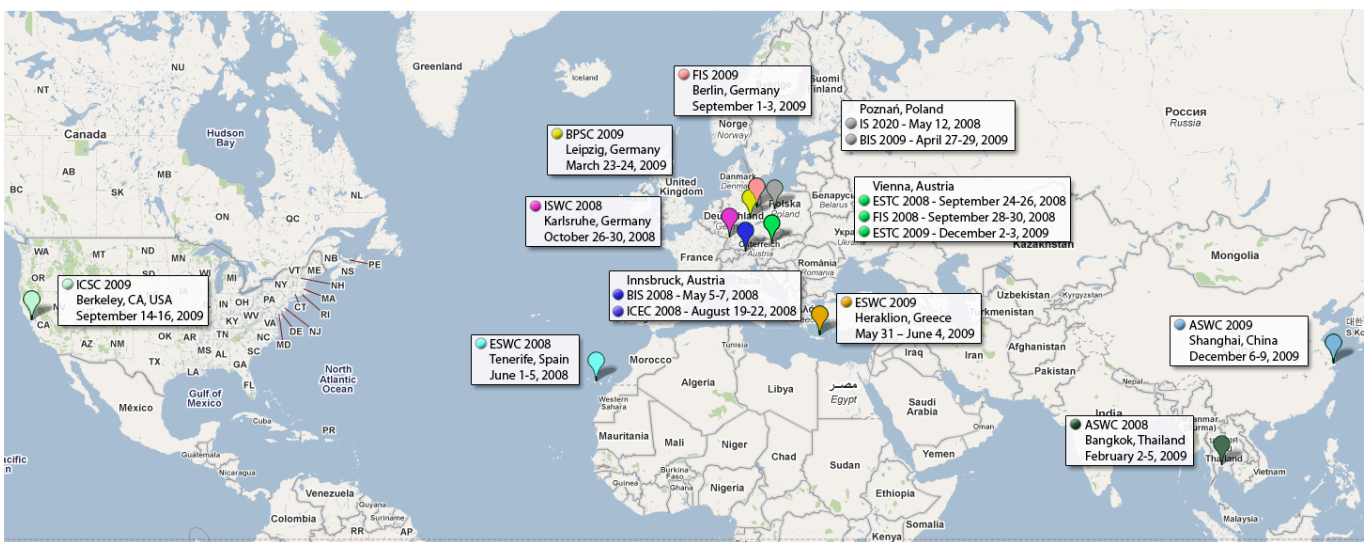 Greenland
Iceland
NU
NT
Canada
Hudson
Bay
AB
BC
MB
SK
ON
QC
NL
NB
PE
NS
WA
MT
ND
MN
OR
SD
WI
MI
VT
ME
NY
NH
MA
CT
RI
PA
NJ
DE
MD
IA
NE
IL
IN
OH
WV
VA
KY
NC
TN
SC
OK
AR
MS
AL
GA
LA
FL
TX
NM
AZ
CA
ICSC 2009
Berkeley, CA, USA
September 14-16, 2009
North
Atlantic
Ocean
Gulf of
Mexico
México
Cuba
PR
Guatemala
Nicaragua
Venezuela
Guyana
Suriname
Colombia
RR
AP
FIS 2009
Berlin, Germany
September 1-3, 2009
Suomi
Finland
Norge
Norway
Poznań, Poland
IS 2020 - May 12, 2008
BIS 2009 - April 27-29, 2009
Россия
Russia
BPSC 2009
Leipzig, Germany
March 23-24, 2009
United
Kingdom
Danmark
Polska
Poland
Беларусь
Belarus
Vienna, Austria
ESTC 2008 - September 24-26, 2008
FIS 2008 - September 28-30, 2008
ESTC 2009 - December 2-3, 2009
ISWC 2008
Karlsruhe, Germany
October 26-30, 2008
Deutschland
France
Österreich
Austria
România
Romania
Kazakhstan
Mongolia
Innsbruck, Austria
BIS 2008 - May 5-7, 2008
ICEC 2008 - August 19-22, 2008
ESWC 2009
Heraklion, Greece
May 31 – June 4, 2009
Uzbekistan
Kyrgyzstan
Turkmenistan
ESWC 2008
Tenerife, Spain
June 1-5, 2008
ASWC 2009
Shanghai, China
December 6-9, 2009
Tunisia
Morocco
Algeria
Libya
مصر
Egypt
Western
Sahara
Mauritania
Mali
Niger
Chad
Sudan
Burkina
Faso
Guinea
Ghana
Nigeria
Ethiopia
Somalia
Kenya
Iraq
Iran
Afghanistan
Pakistan
Nepal
India
Saudi
Arabia
Oman
Yemen
ASWC 2008
Bangkok, Thailand
February 2-5, 2009
Thailand
Vietnam
Malaysia